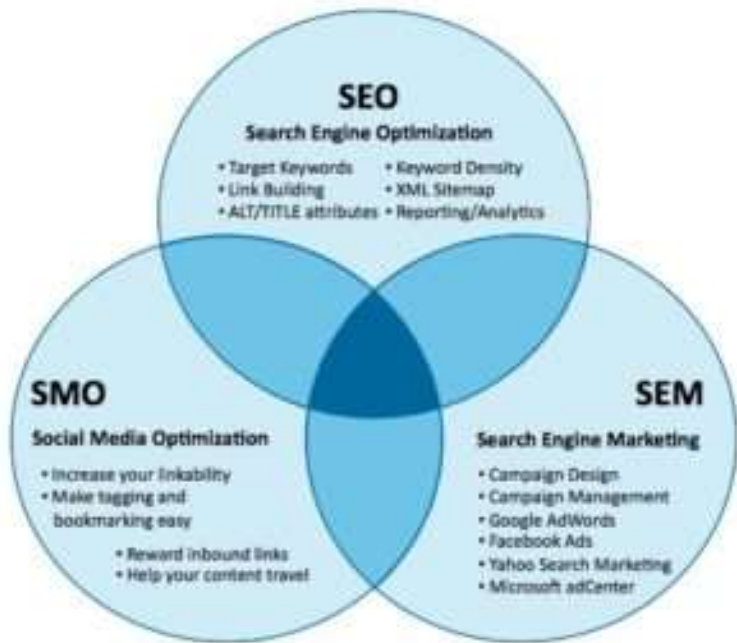 SEO
Search Engine Optimization
• Target Keywords
• Link Building
• ALT/TITLE attributes
• Keyword Density
• XML Sitemap
• Reporting/Analytics
SMO
Social Media Optimization
• Increase your linkability
• Make tagging and
bookmarking easy
• Reward inbound links
• Help your content travel
SEM
Search Engine Marketing
• Campaign Design
• Campaign Management
• Google AdWords
• Facebook Ads
• Yahoo Search Marketing
• Microsoft adCenter